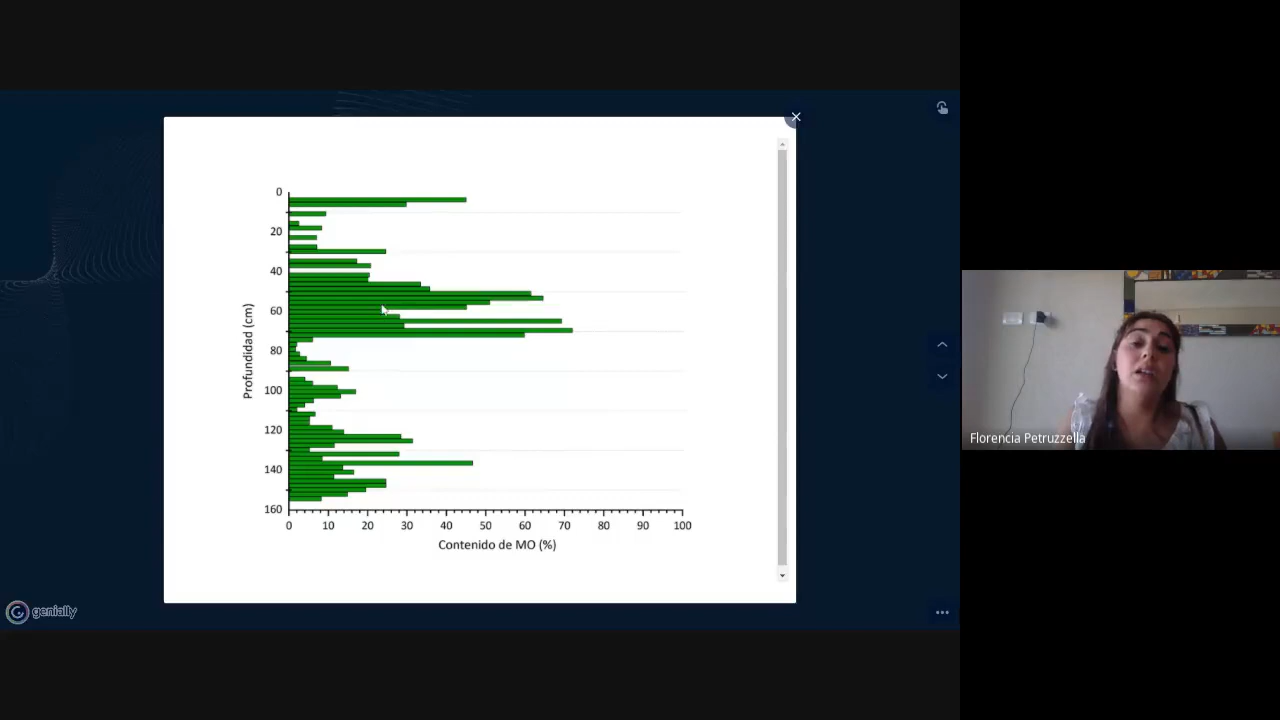 0
20
40
60
80
100
120
140
160
Profundidad (cm)
0 10 20 30 40 50 60 70 80 90 100
Contenido de MO (%)
genially
Florencia Petruzzella